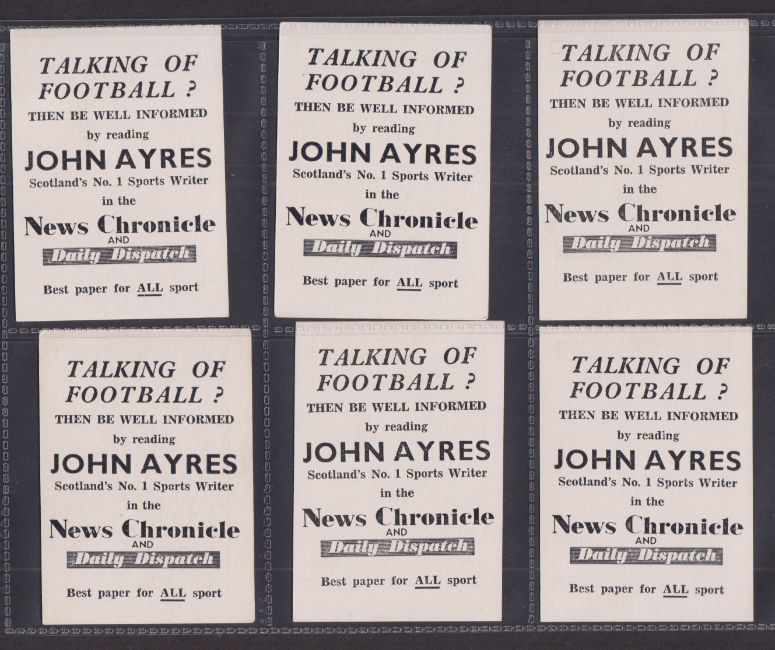 TALKING OF
FOOTBALL ?
THEN BE WELL INFORMED
by reading
JOHN AYRES
Scotland's No. 1 Sports Writer
in the
News Chronicle
AND
Daily Dispatch
Best paper for ALL sport
TALKING OF
FOOTBALL ?
THEN BE WELL INFORMED
by reading
JOHN AYRES
Scotland's No. 1 Sports Writer
in the
News Chronicle
AND
Daily Dispatch
Best paper for ALL sport
TALKING OF
FOOTBALL ?
THEN BE WELL INFORMED
by reading
JOHN AYRES
Scotland's No. 1 Sports Writer
in the
News Chronicle
AND
Daily Dispatch
Best paper for ALL sport
TALKING OF
FOOTBALL ?
THEN BE WELL INFORMED
by reading
JOHN AYRES
Scotland's No. 1 Sports Writer
in the
News Chronicle
AND
Daily Dispatch
Best paper for ALL sport
TALKING OF
FOOTBALL ?
THEN BE WELL INFORMED
by reading
JOHN AYRES
Scotland's No. 1 Sports Writer
in the
News Chronicle
AND
Daily Dispatch
Best paper for ALL sport
TALKING OF
FOOTBALL ?
THEN BE WELL INFORMED
by reading
JOHN AYRES
Scotland's No. 1 Sports Writer
in the
News Chronicle
AND
Daily Dispatch
Best paper for ALL sport